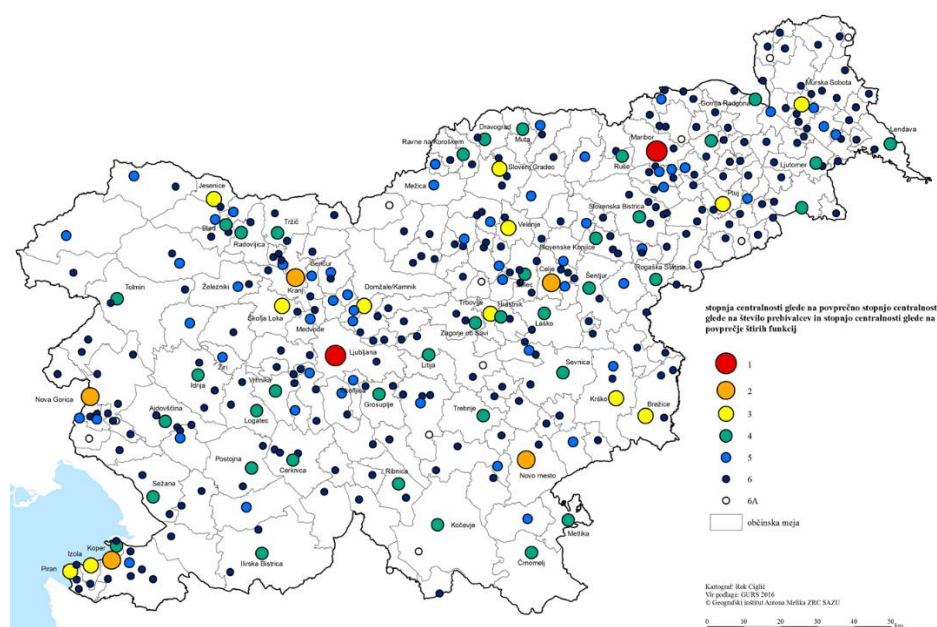 Murska Sobota
Gornja Radgona
Lendava
Dravograd
Muta
Maribor
Ravne na Koroškem
Ruše
Ljutomer
Slovenj Gradec
Mežica
Ptuj
Jesenice
Slovenska Bistrica
Tržič
Velenje
Bled
Radovljica
Slovenske Konjice
Šenčur
Celje
Rogaška Slatina
Kranj
Šentjur
Železniki
Domžale/Kamnik
Tolmin
Trbovlje
Hrastnik
Škofja Loka
Medvode
Zagorje ob Savi
Laško
Ljubljana
Žiri
Litija
Sevnica
Idrija
Vrhnika
Krško
Nova Gorica
Grosuplje
Brežice
Ajdovščina
Logatec
Trebnje
Postojna
Cerknica
Ribnica
Novo mesto
Sežana
Kočevje
Metlika
Koper
Izola
Piran
Ilirska Bistrica
Črnomelj
stopnja centralnosti glede na povprečno stopnjo centralnost
glede na število prebivalcev in stopnjo centralnosti glede na
povprečje štirih funkcij
1
2
3
4
5
6
6A
občinska meja
Kartograf: Rok Ciglič
Vir podlage: GURS 2016
© Geografski inštitut Antona Melika ZRC SAZU
0 10 20 30 40 50
km